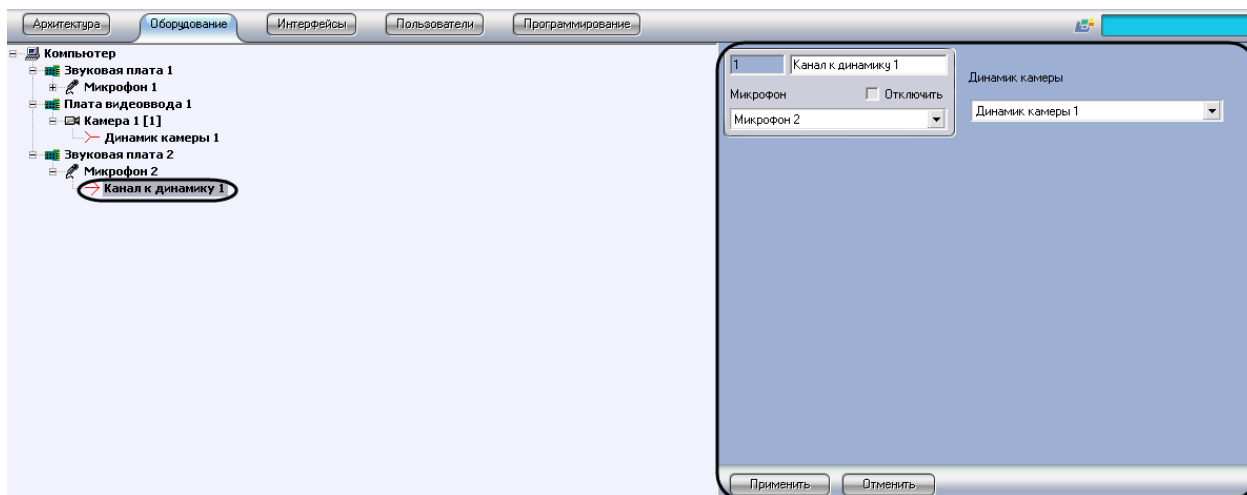 Архитектура Оборудование Интерфейсы Пользователи Программирование
Компьютер
Звуковая плата 1
Микрофон 1
Плата видеоввода 1
Камера 1 [1]
Динамик камеры 1
Звуковая плата 2
Микрофон 2
Канал к динамику 1
1 Канал к динамику 1
Микрофон Отключить
Микрофон 2
Динамик камеры
Динамик камеры 1
Применить Отменить